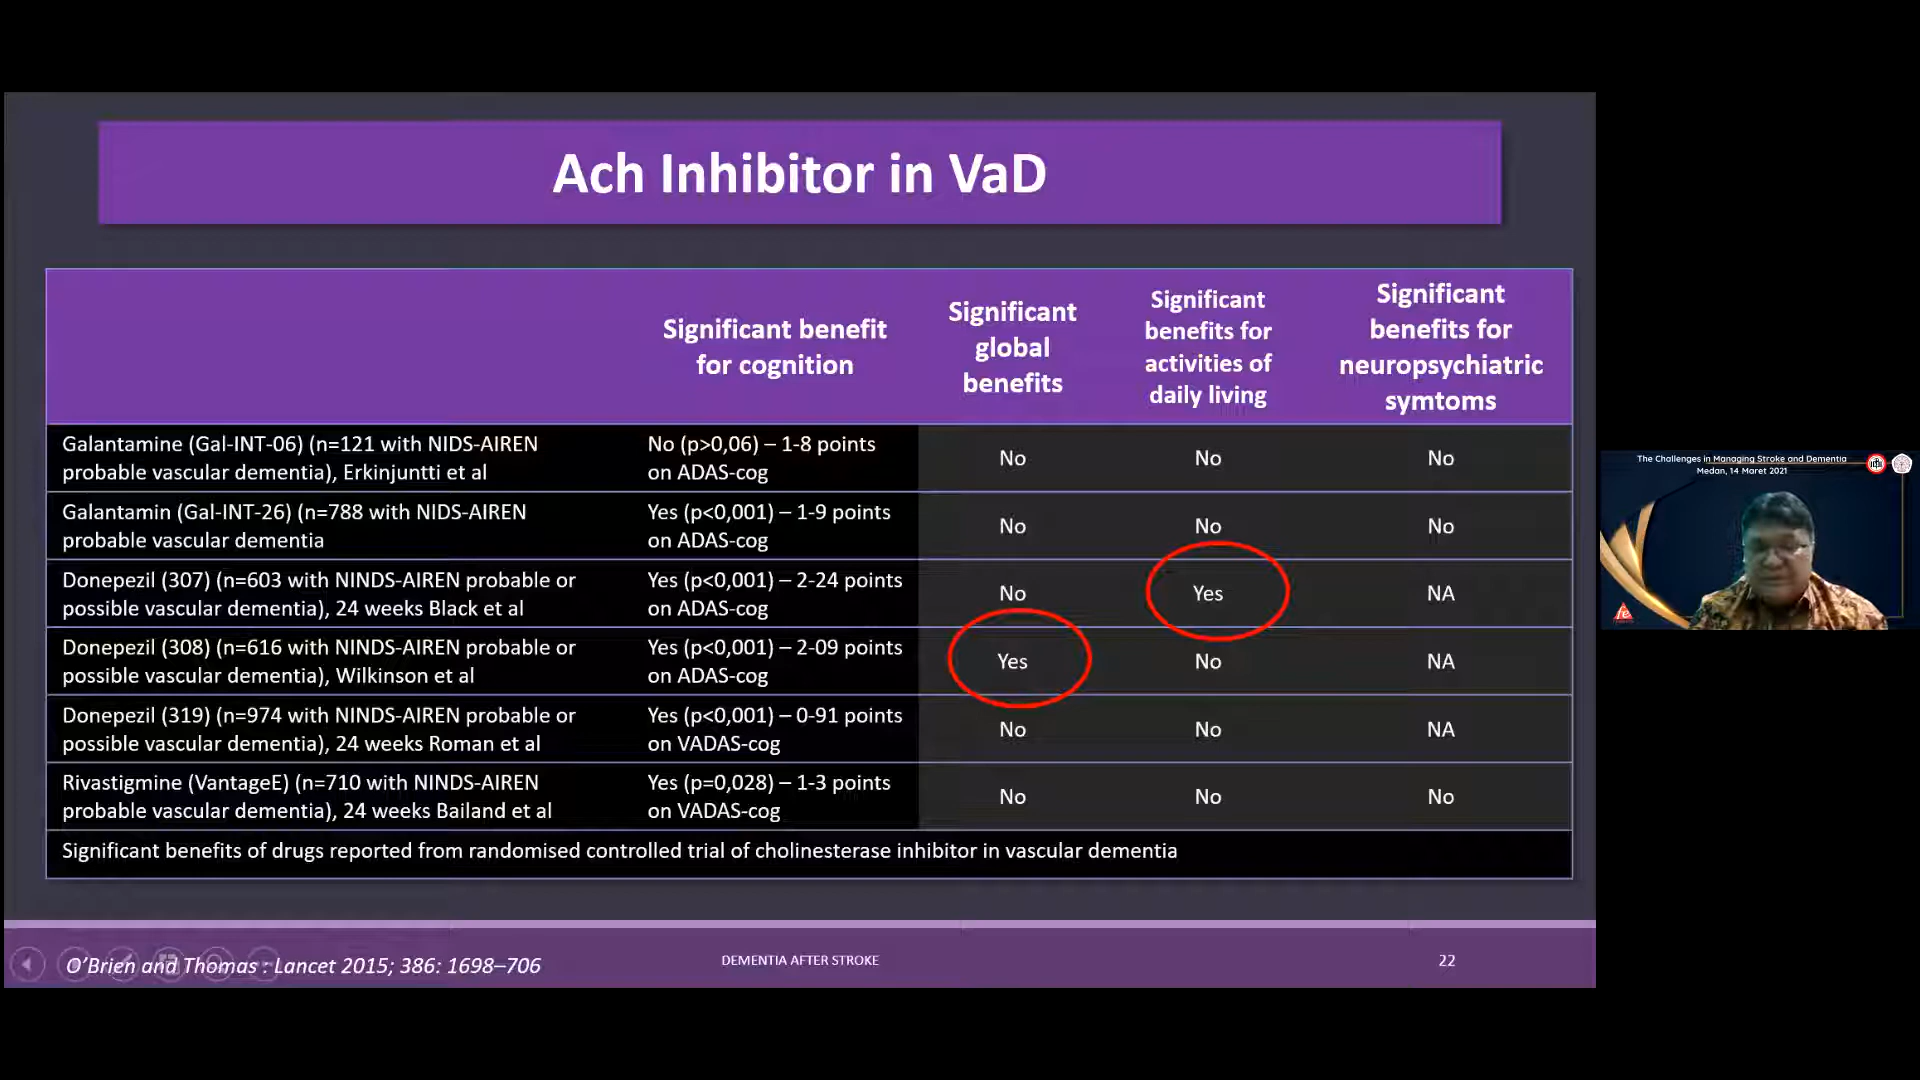 Ach Inhibitor in VaD
Significant benefit
for cognition
Significant
global
benefits
Significant
benefits for
activities of
daily living
Significant
benefits for
neuropsychiatric
symtoms
Galantamine (Gal-INT-06) (n=121 with NIDS-AIREN
probable vascular dementia), Erkinjuntti et al
No (p>0,06) – 1-8 points
on ADAS-cog
No
No
No
Galantamin (Gal-INT-26) (n=788 with NIDS-AIREN
probable vascular dementia
Yes (p<0,001) – 1-9 points
on ADAS-cog
No
No
No
Donepezil (307) (n=603 with NINDS-AIREN probable or
possible vascular dementia), 24 weeks Black et al
Yes (p<0,001) – 2-24 points
on ADAS-cog
No
Yes
NA
Donepezil (308) (n=616 with NINDS-AIREN probable or
possible vascular dementia), Wilkinson et al
Yes (p<0,001) – 2-09 points
on ADAS-cog
Yes
No
NA
Donepezil (319) (n=974 with NINDS-AIREN probable or
possible vascular dementia), 24 weeks Roman et al
Yes (p<0,001) – 0-91 points
on VADAS-cog
No
No
NA
Rivastigmine (VantagE) (n=710 with NINDS-AIREN
probable vascular dementia), 24 weeks Bailand et al
Yes (p=0,028) – 1-3 points
on VADAS-cog
No
No
No
Significant benefits of drugs reported from randomised controlled trial of cholinesterase inhibitor in vascular dementia
O'Brien and Thomas : Lancet 2015; 386: 1698–706
DEMENTIA AFTER STROKE
22
The Challenges in Managing Stroke and Dementia
Medan, 14 Maret 2021